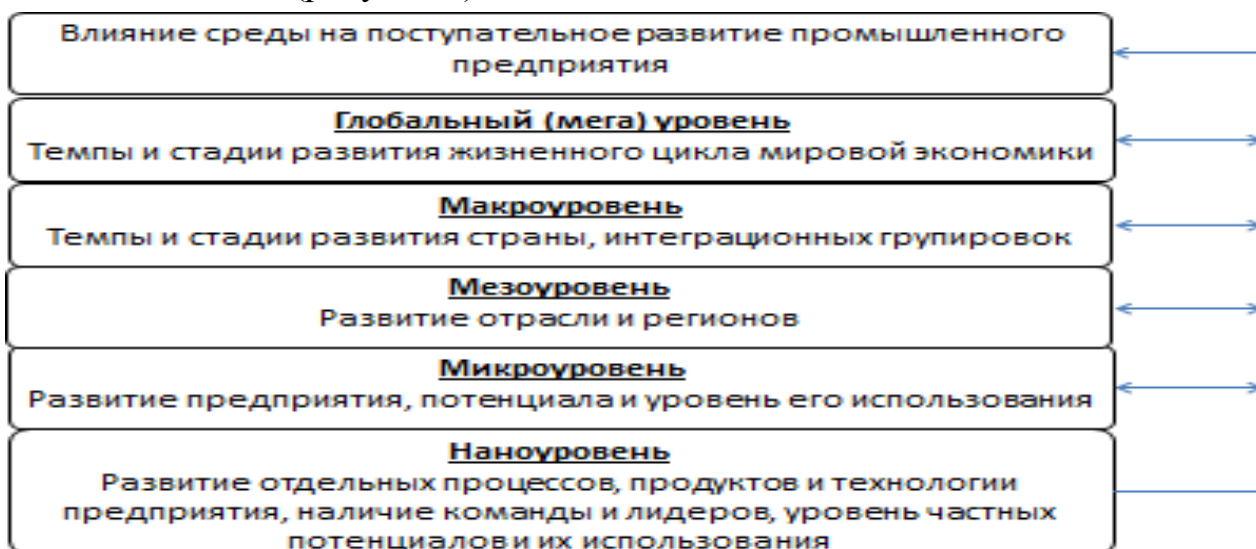 Влияние среды на поступательное развитие промышленного
предприятия
Глобальный (мега) уровень
Темпы и стадии развития жизненного цикла мировой экономики
Макроуровень
Темпы и стадии развития страны, интеграционных групировок
Мезоуровень
Развитие отрасли и регионов
Микроуровень
Развитие предприятия, потенциала и уровень его использования
Наноуровень
Развитие отдельных процессов, продуктов и технологии
предприятия, наличие команды и лидеров, уровень частных
потенциалов и их использования